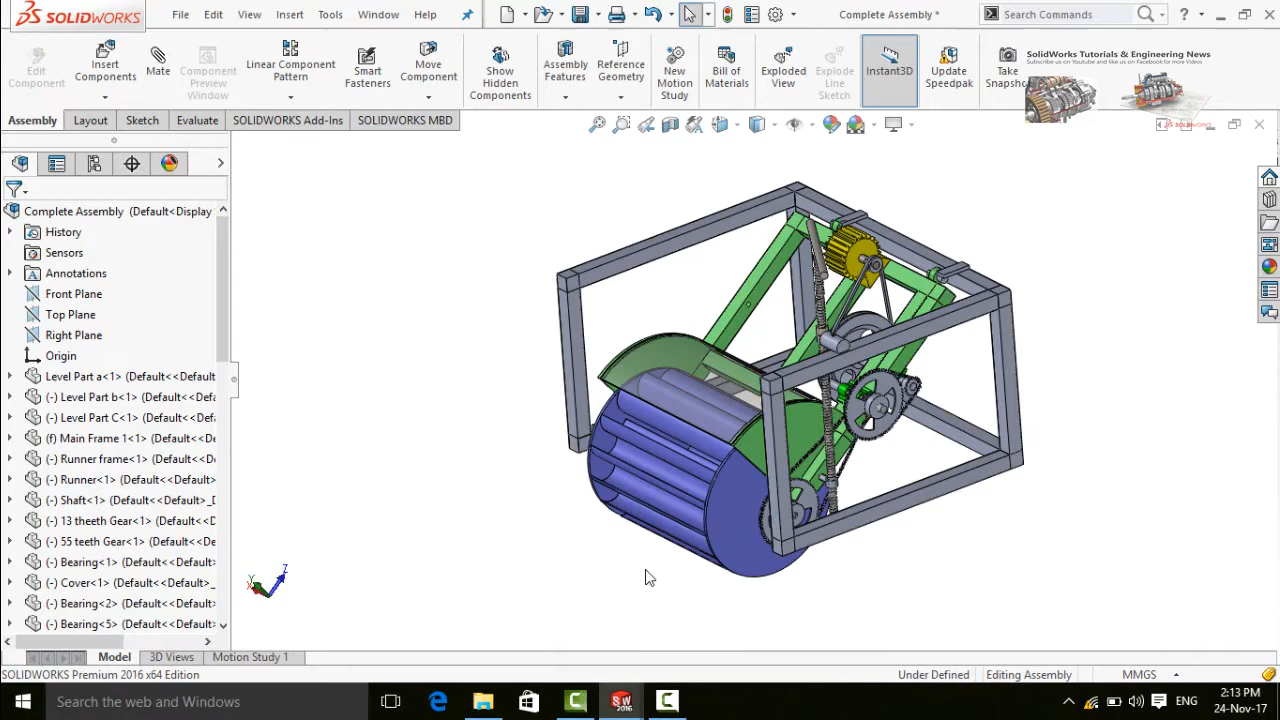 SOLIDWORKS
File Edit View Insert Tools Window Help
Complete Assembly *
Search Commands
Edit Component
Insert Components
Mate
Component Preview Window
Linear Component Pattern
Smart Fasteners
Move Component
Show Hidden Components
Assembly Features
Reference Geometry
New Motion Study
Bill of Materials
Exploded View
Explode Line Sketch
Instant3D
Update Speedpak
Take Snapsh
SolidWorks Tutorials & Engineering News
Subscribe us on Youtube and like us on Facebook for more Videos
Assembly Layout Sketch Evaluate SOLIDWORKS Add-Ins SOLIDWORKS MBD
Complete Assembly (Default<Display
History
Sensors
Annotations
Front Plane
Top Plane
Right Plane
Origin
Level Part a<1> (Default<<Default
(-) Level Part b<1> (Default<<Def
(-) Level Part C<1> (Default<<Def
(f) Main Frame 1<1> (Default<<D
(-) Runner frame<1> (Default<<D
(-) Runner<1> (Default<<Default>
(-) Shaft<1> (Default<<Default>_D
(-) 13 theeth Gear<1> (Default<<D
(-) 55 teeth Gear<1> (Default<<D
(-) Bearing<1> (Default<<Default)
(-) Cover<1> (Default<<Default>_
(-) Bearing<2> (Default<<Default)
(-) Bearing<5> (Default<<Default)
Z
Y
X
Model 3D Views Motion Study 1
SOLIDWORKS Premium 2016 x64 Edition
Under Defined Editing Assembly MMGS
Search the web and Windows
SW 2016
ENG
2:13 PM
24-Nov-17